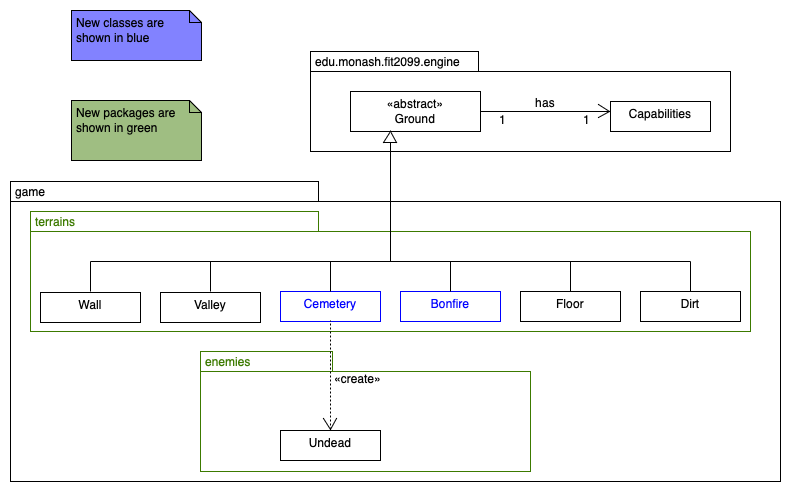 New classes are
shown in blue
edu.monash.fit2099.engine
New packages are
shown in green
«abstract»
Ground
has
1
1
Capabilities
game
terrains
Wall
Valley
Cemetery
Bonfire
Floor
Dirt
enemies
«create»
Undead